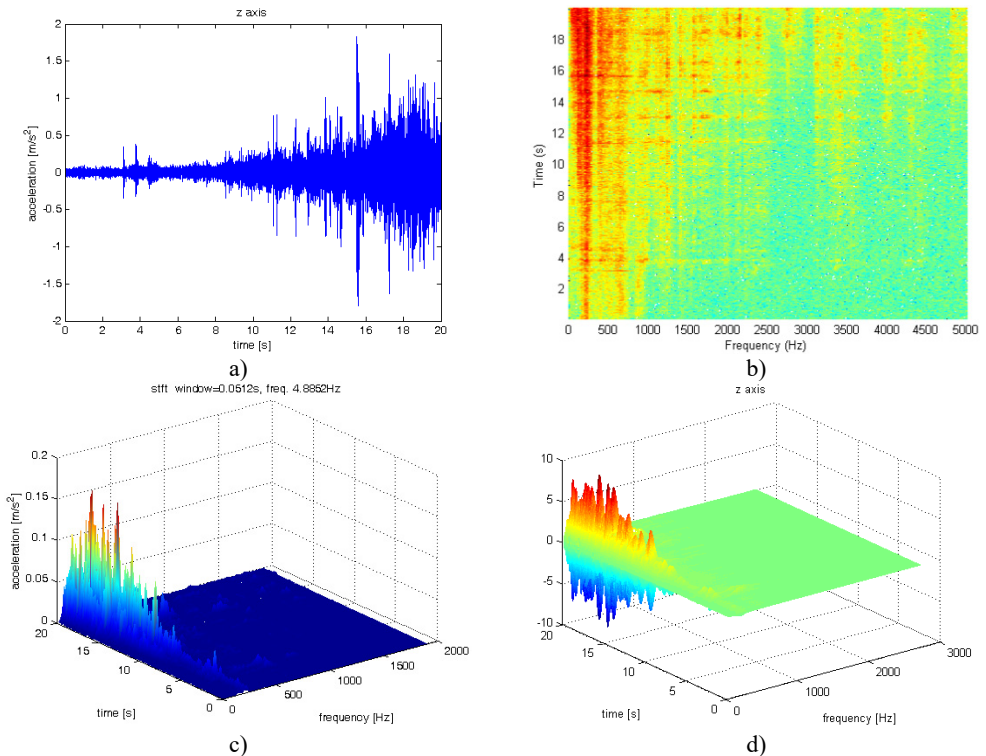 z axis
acceleration [m/s²]
2
1.5
1
0.5
0
-0.5
-1
-1.5
-2
0 2 4 6 8 10 12 14 16 18 20
time [s]
a)
Time (s)
18
16
14
12
10
8
6
4
2
0 500 1000 1500 2000 2500 3000 3500 4000 4500 5000
Frequency (Hz)
b)
stft window=0.0512s, freq. 4.8852Hz
acceleration [m/s²]
0.2
0.15
0.1
0.05
0
20 15 10 5 0
time [s]
0 500 1000 1500 2000
frequency [Hz]
c)
z axis
10
5
0
-5
-10
20 15 10 5 0
time [s]
0 1000 2000 3000
frequency [Hz]
d)